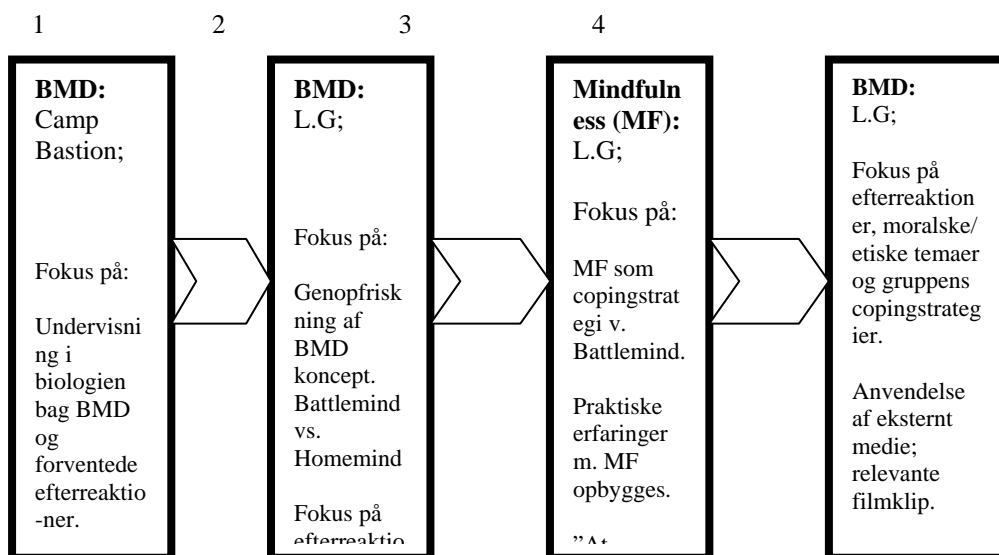 1 2 3 4
BMD:
Camp
Bastion;
Fokus på:
Undervisni
ng i
biologien
bag BMD
og
forventede
efterreaktio
-ner.
BMD:
L.G;
Fokus på:
Genopfrisk
ning af
BMD
koncept.
Battlemind
vs.
Homemind
Fokus på
efterreaktio
Mindfuln
ess (MF):
L.G;
Fokus på:
MF som
copingstrat
egi v.
Battlemind.
Praktiske
erfaringer
m. MF
opbygges.
”At
BMD:
L.G;
Fokus på
efterreaktion
er, moralske/
etiske temaer
og gruppens
copingstrateg
ier.
Anvendelse
af eksternt
medie;
relevante
filmklip.